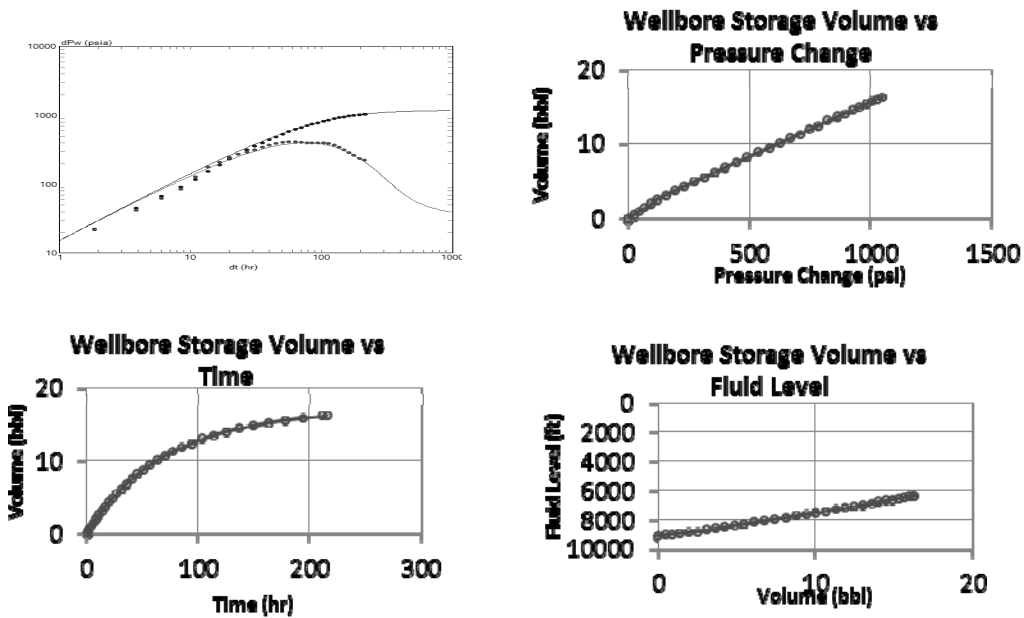 dPw (psia)
10000
1000
100
10
1
10
100
1000
dt (hr)
Wellbore Storage Volume vs
Pressure Change
Volume (bbl)
20
10
0
0
500
1000
1500
Pressure Change (psi)
Wellbore Storage Volume vs
Time
Volume (bbl)
20
10
0
0
100
200
300
Time (hr)
Wellbore Storage Volume vs
Fluid Level
Fluid Level (ft)
0
2000
4000
6000
8000
10000
0
10
20
Volume (bbl)